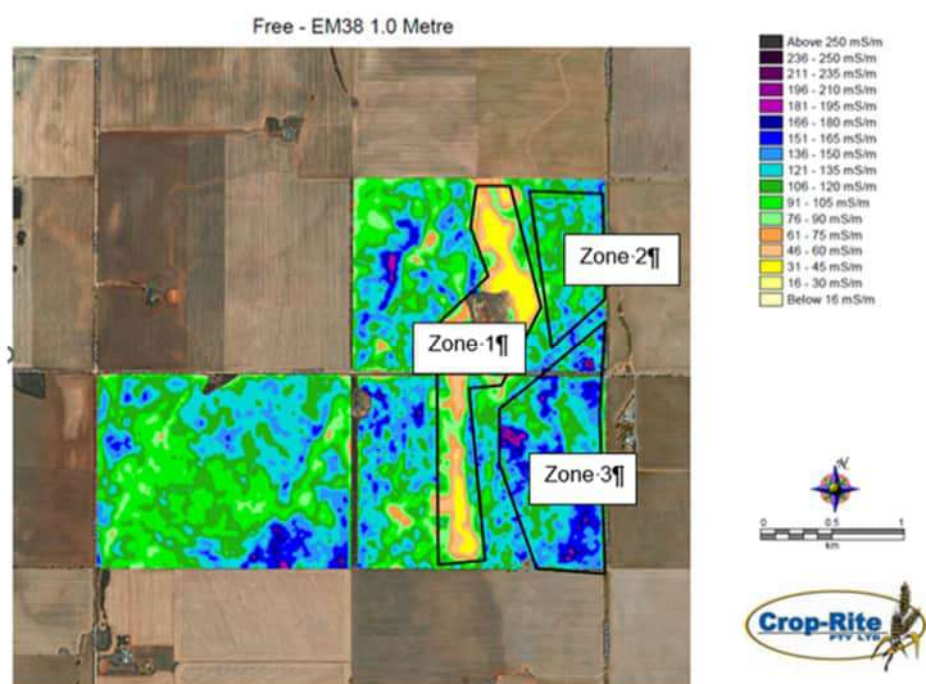 Free - EM38 1.0 Metre
Above 250 mS/m
236 - 250 mS/m
211 - 235 mS/m
196 - 210 mS/m
181 - 195 mS/m
166 - 180 mS/m
151 - 165 mS/m
136 - 150 mS/m
121 - 135 mS/m
106 - 120 mS/m
91 - 105 mS/m
76 - 90 mS/m
61 - 75 mS/m
46 - 60 mS/m
31 - 45 mS/m
16 - 30 mS/m
Below 16 mS/m
Zone·2¶
Zone·1¶
Zone·3¶
N
0 0.5 1
km
Crop-Rite
PTY LTD